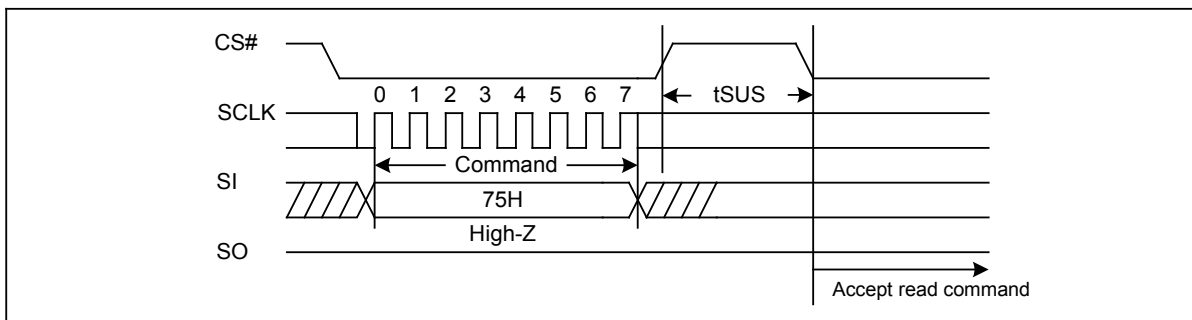 CS#
0 1 2 3 4 5 6 7
tSUS
SCLK
Command
SI
75H
High-Z
SO
Accept read command